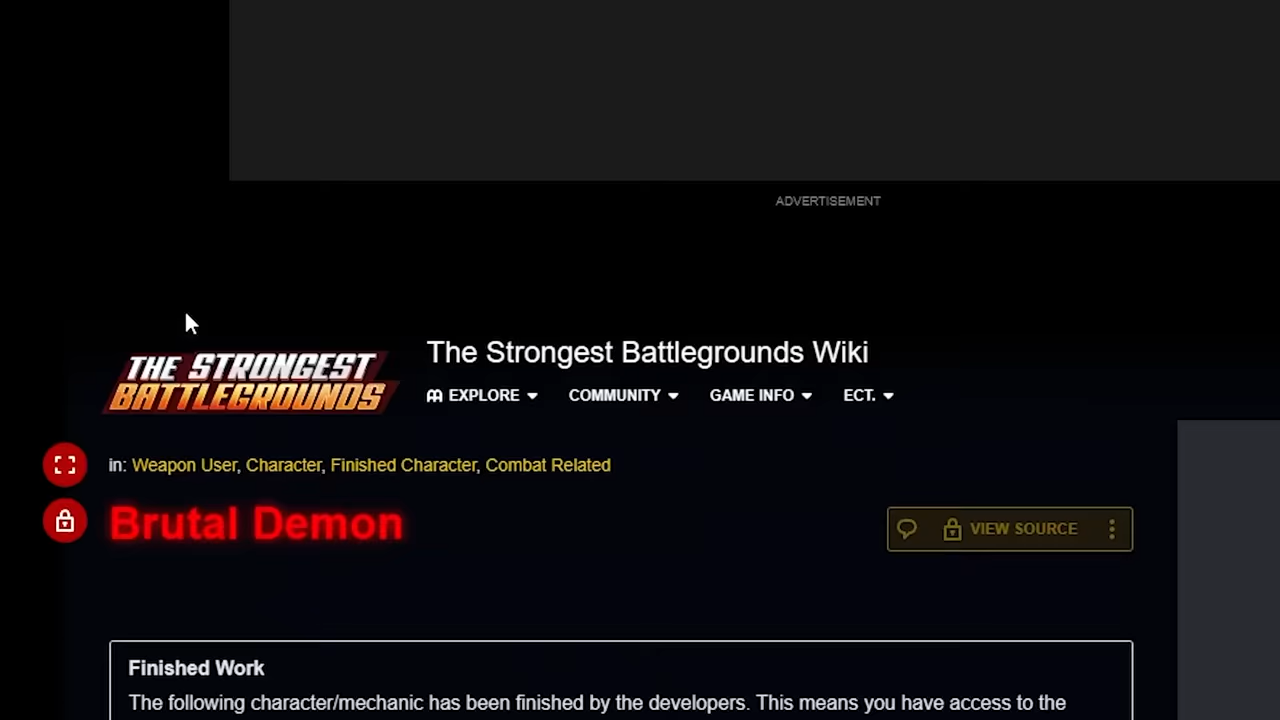 ADVERTISEMENT
THE STRONGEST
BATTLEGROUNDS
The Strongest Battlegrounds Wiki
EXPLORE COMMUNITY GAME INFO ECT.
in: Weapon User, Character, Finished Character, Combat Related
Brutal Demon
VIEW SOURCE
Finished Work
The following character/mechanic has been finished by the developers. This means you have access to the